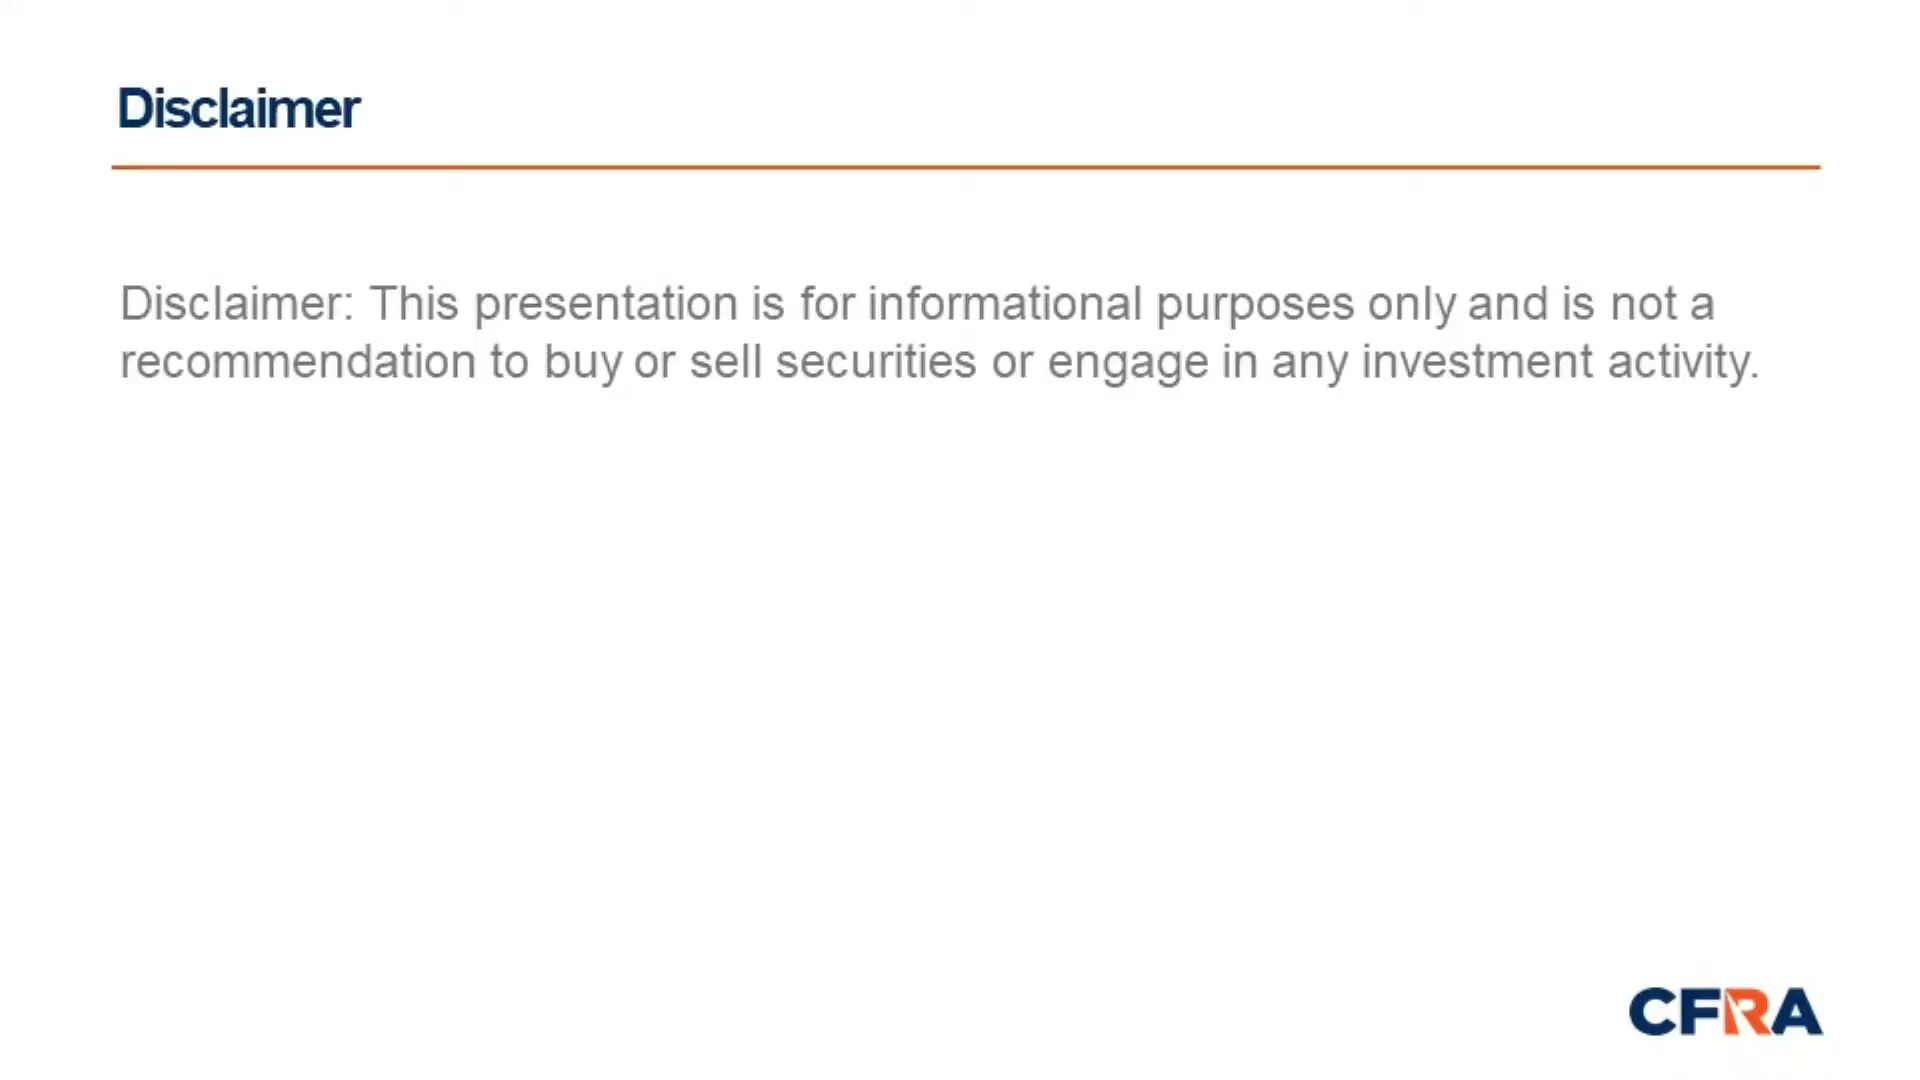 Disclaimer
Disclaimer: This presentation is for informational purposes only and is not a
recommendation to buy or sell securities or engage in any investment activity.
CFRA